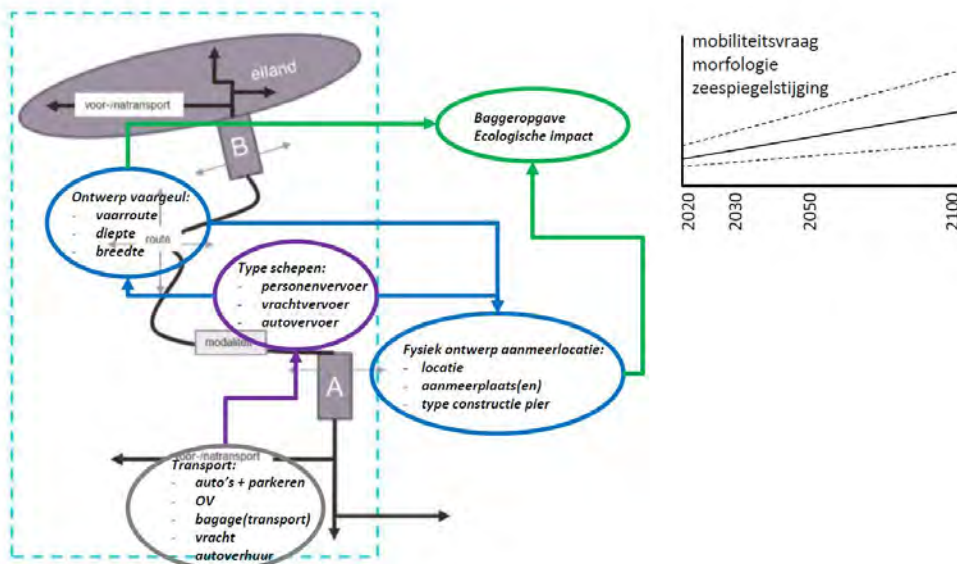 eiland
voor-/natransport
B
Baggeropgave
Ecologische impact
mobiliteitsvraag
morfologie
zeespiegelstijging
2020
2030
2050
2100
Ontwerp vaargeul:
- vaarroute
- diepte
- breedte
route
Type schepen:
- personenvervoer
- vrachtvervoer
- autovervoer
modaliteit
A
Fysiek ontwerp aanmeerlocatie:
- locatie
- aanmeerplaats(en)
- type constructie pier
voor-/natransport
Transport:
- auto's + parkeren
- OV
- bagage(transport)
- vracht
- autoverhuur